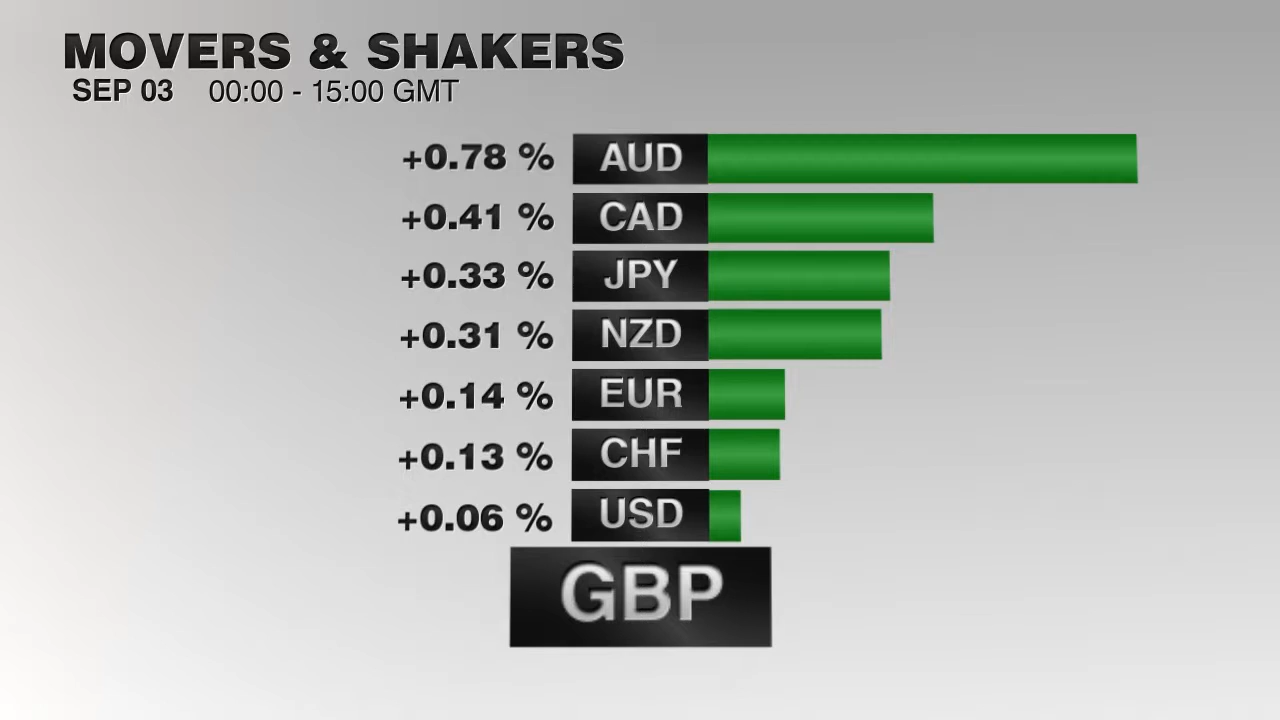 MOVERS & SHAKERS
SEP 03 00:00 - 15:00 GMT
+0.78 % AUD
+0.41 % CAD
+0.33 % JPY
+0.31 % NZD
+0.14 % EUR
+0.13 % CHF
+0.06 % USD
GBP